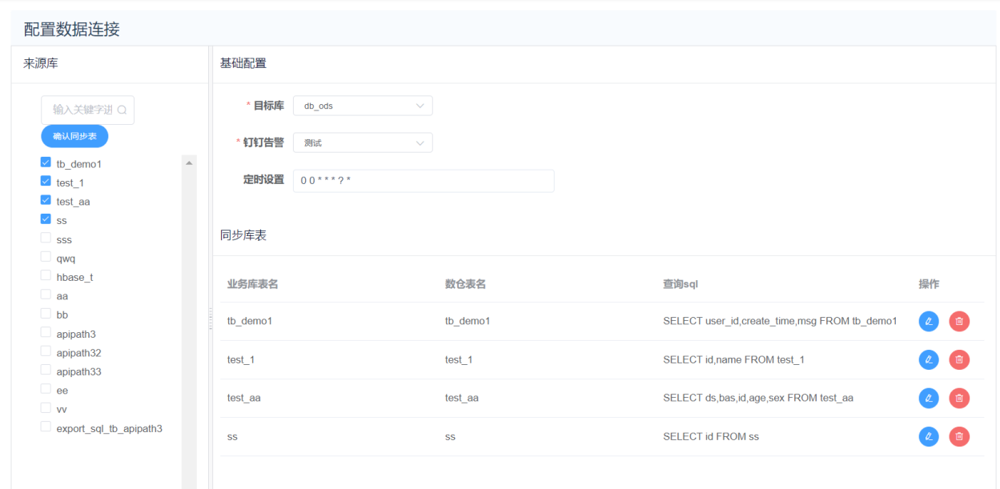 配置数据连接
来源库
输入关键字进
确认同步表
tb_demo1
test_1
test_aa
ss
sss
qwq
hbase_t
aa
bb
apipath3
apipath32
apipath33
ee
vv
export_sql_tb_apipath3
基础配置
* 目标库 db_ods
* 钉钉告警 测试
定时设置 0 0 * * * ? *
同步库表
业务库表名 数仓表名 查询sql 操作
tb_demo1 tb_demo1 SELECT user_id,create_time,msg FROM tb_demo1
test_1 test_1 SELECT id,name FROM test_1
test_aa test_aa SELECT ds,bas,id,age,sex FROM test_aa
ss ss SELECT id FROM ss